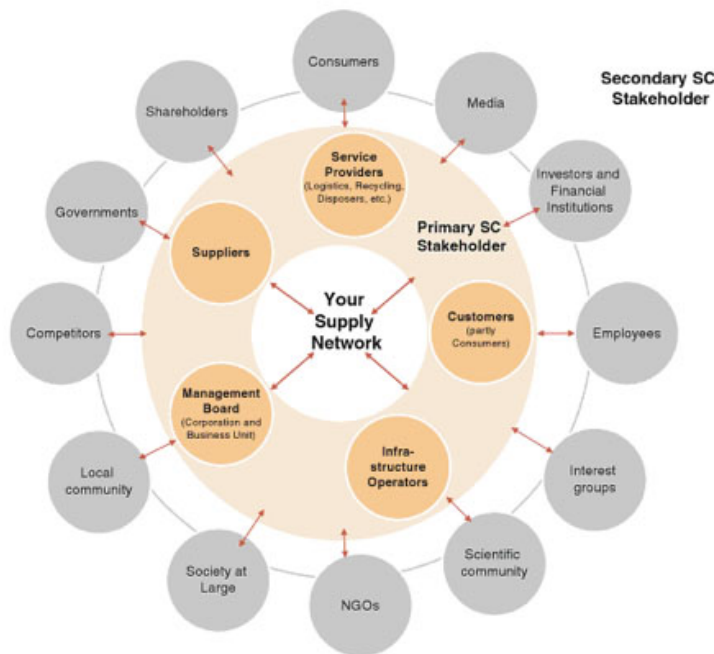 Consumers
Secondary SC
Stakeholder
Media
Shareholders
Service
Providers
(Logistics, Recycling,
Disposers, etc.)
Investors and
Financial
Institutions
Governments
Primary SC
Stakeholder
Suppliers
Your
Supply
Network
Customers
(partly
Consumers)
Competitors
Employees
Management
Board
(Corporation and
Business Unit)
Infra-
structure
Operators
Local
community
Interest
groups
Scientific
community
Society at
Large
NGOs